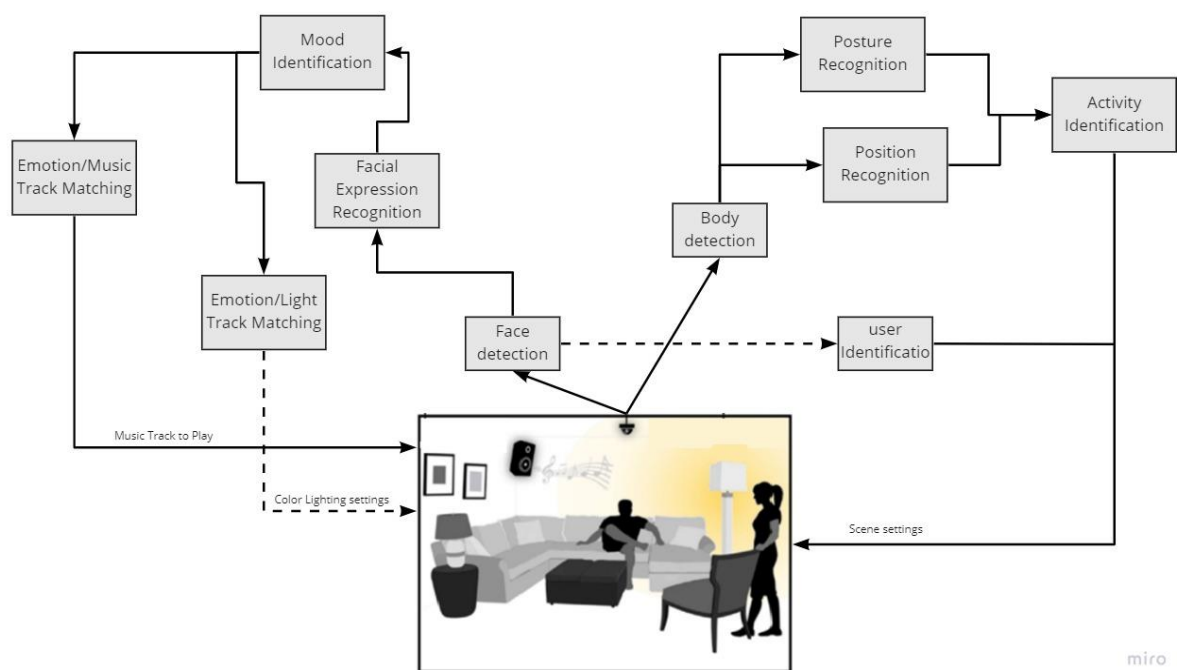 Mood
Identification
Posture
Recognition
Activity
Identification
Emotion/Music
Track Matching
Facial
Expression
Recognition
Position
Recognition
Body
detection
Emotion/Light
Track Matching
Face
detection
user
Identificatio
Music Track to Play
Color Lighting settings
Scene settings
miro